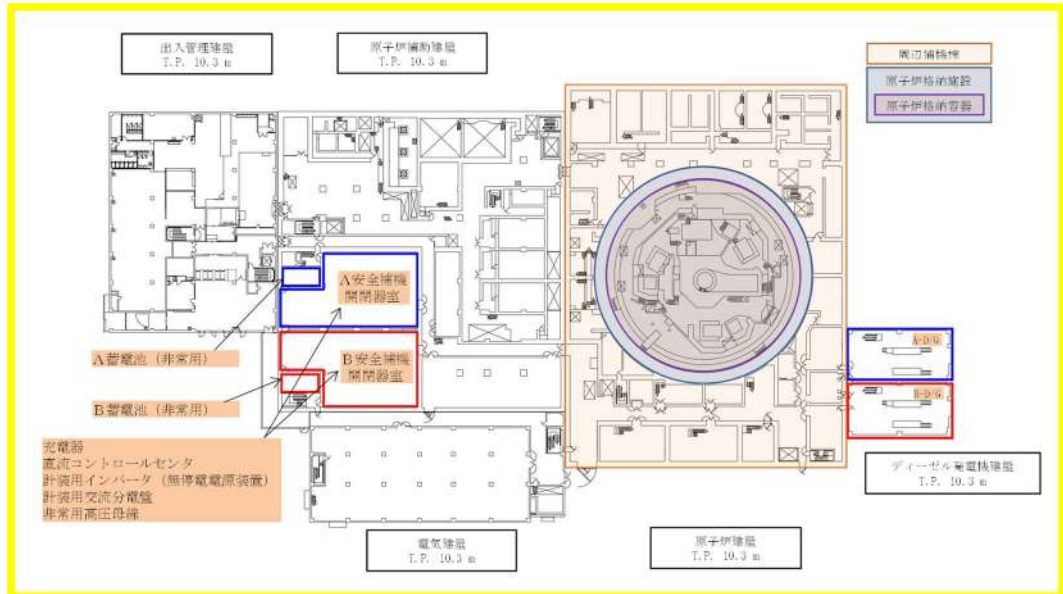 出入管理建屋
T.P. 10.3 m
原子炉補助建屋
T.P. 10.3 m
周辺補機棟
原子炉格納施設
原子炉格納容器
A安全補機
開閉器室
A蓄電池（非常用）
B安全補機
開閉器室
B蓄電池（非常用）
A-D/G
B-D/G
充電器
直流コントロールセンタ
計装用インバータ（無停電電源装置）
計装用交流分電盤
非常用高圧母線
ディーゼル発電機建屋
T.P. 10.3 m
電気建屋
T.P. 10.3 m
原子炉建屋
T.P. 10.3 m